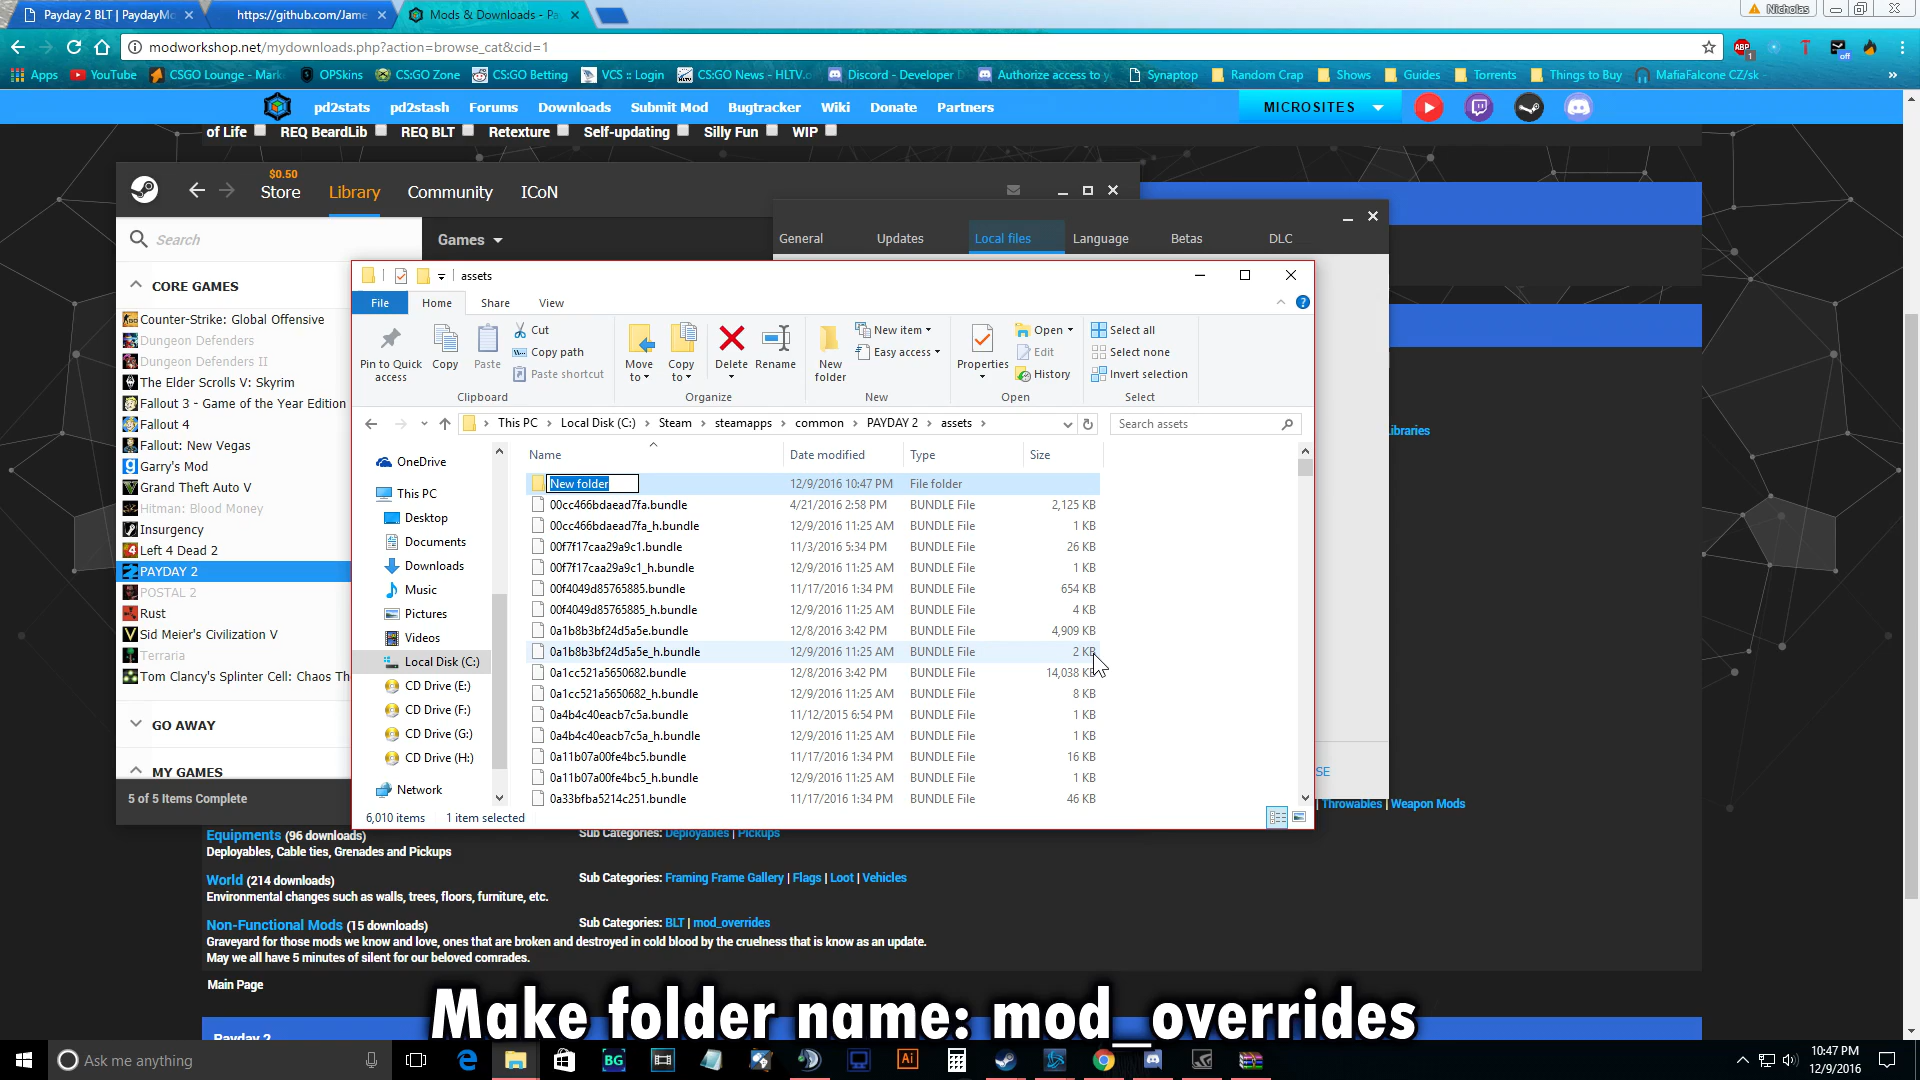 Payday 2 BLT | PaydayMo
https://github.com/Jame
Mods & Downloads - Pa
Nicholas
modworkshop.net/mydownloads.php?action=browse_cat&cid=1
Apps YouTube CSGO Lounge - Mark OPSkins CS:GO Zone CS:GO Betting VCS :: Login CS:GO News - HLTV.o Discord - Developer D Authorize access to y Synaptop Random Crap Shows Guides Torrents Things to Buy MafiaFalcone CZ/sk - »
pd2stats pd2stash Forums Downloads Submit Mod Bugtracker Wiki Donate Partners MICROSITES
of Life REQ BeardLib REQ BLT Retexture Self-updating Silly Fun WIP
$0.50
Store Library Community ICoN
Search
Games
General Updates Local files Language Betas DLC
CORE GAMES
Counter-Strike: Global Offensive
Dungeon Defenders
Dungeon Defenders II
The Elder Scrolls V: Skyrim
Fallout 3 - Game of the Year Edition
Fallout 4
Fallout: New Vegas
Garry's Mod
Grand Theft Auto V
Hitman: Blood Money
Insurgency
Left 4 Dead 2
PAYDAY 2
POSTAL 2
Rust
Sid Meier's Civilization V
Terraria
Tom Clancy's Splinter Cell: Chaos The
GO AWAY
MY GAMES
5 of 5 Items Complete
assets
File Home Share View
Pin to Quick access
Copy
Paste
Cut
Copy path
Paste shortcut
Clipboard
Move to
Copy to
Delete
Rename
Organize
New folder
New item
Easy access
New
Properties
Open
Edit
History
Open
Select all
Select none
Invert selection
Select
This PC > Local Disk (C:) > Steam > steamapps > common > PAYDAY 2 > assets >
Search assets
OneDrive
This PC
Desktop
Documents
Downloads
Music
Pictures
Videos
Local Disk (C:)
CD Drive (E:)
CD Drive (F:)
CD Drive (G:)
CD Drive (H:)
Network
Name Date modified Type Size
New folder 12/9/2016 10:47 PM File folder
00cc466bdaead7fa.bundle 4/21/2016 2:58 PM BUNDLE File 2,125 KB
00cc466bdaead7fa_h.bundle 12/9/2016 11:25 AM BUNDLE File 1 KB
00f7f17caa29a9c1.bundle 11/3/2016 5:34 PM BUNDLE File 26 KB
00f7f17caa29a9c1_h.bundle 12/9/2016 11:25 AM BUNDLE File 1 KB
00f4049d85765885.bundle 11/17/2016 1:34 PM BUNDLE File 654 KB
00f4049d85765885_h.bundle 12/9/2016 11:25 AM BUNDLE File 4 KB
0a1b8b3bf24d5a5e.bundle 12/8/2016 3:42 PM BUNDLE File 4,909 KB
0a1b8b3bf24d5a5e_h.bundle 12/9/2016 11:25 AM BUNDLE File 2 KB
0a1cc521a5650682.bundle 12/8/2016 3:42 PM BUNDLE File 14,038 KB
0a1cc521a5650682_h.bundle 12/9/2016 11:25 AM BUNDLE File 8 KB
0a4b4c40eacb7c5a.bundle 11/12/2015 6:54 PM BUNDLE File 1 KB
0a4b4c40eacb7c5a_h.bundle 12/9/2016 11:25 AM BUNDLE File 1 KB
0a11b07a00fe4bc5.bundle 11/17/2016 1:34 PM BUNDLE File 16 KB
0a11b07a00fe4bc5_h.bundle 12/9/2016 11:25 AM BUNDLE File 1 KB
0a33bfba5214c251.bundle 11/17/2016 1:34 PM BUNDLE File 46 KB
6,010 items 1 item selected
ibraries
SE
Throwables | Weapon Mods
Equipments (96 downloads) Sub Categories: Deployables | Pickups
Deployables, Cable ties, Grenades and Pickups
World (214 downloads) Sub Categories: Framing Frame Gallery | Flags | Loot | Vehicles
Environmental changes such as walls, trees, floors, furniture, etc.
Non-Functional Mods (15 downloads) Sub Categories: BLT | mod_overrides
Graveyard for those mods we know and love, ones that are broken and destroyed in cold blood by the cruelness that is know as an update.
May we all have 5 minutes of silent for our beloved comrades.
Main Page
Make folder name: mod_overrides
Payday 2
Ask me anything
10:47 PM
12/9/2016